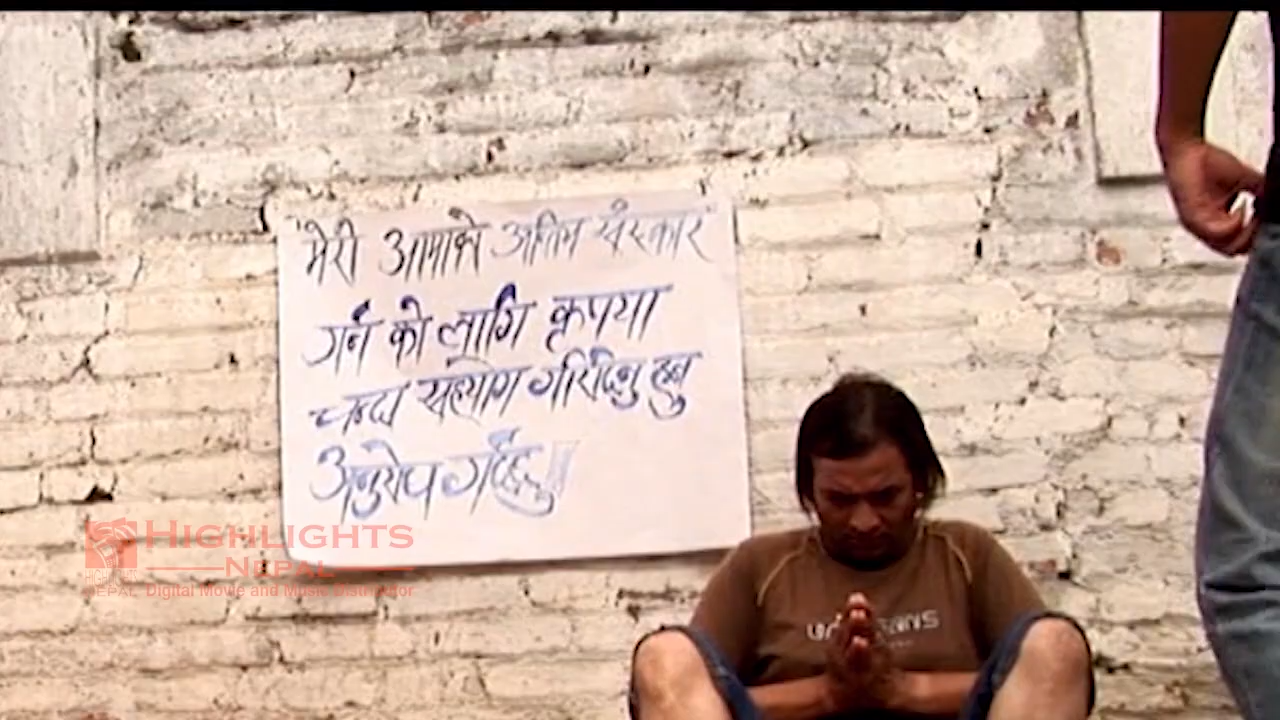 "मेरी आमाको अन्तिम संस्कार"
गर्न को लागि कृपया
चन्दा सहयोग गरिदिनु हुन
अनुरोध गर्दछु!!
HIGHLIGHTS
NEPAL
Digital Movie and Music Distributor